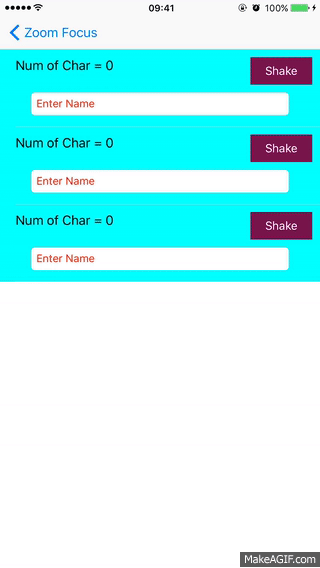 09:41
100%
Zoom Focus
Num of Char = 0
Shake
Enter Name
Num of Char = 0
Shake
Enter Name
Num of Char = 0
Shake
Enter Name
MakeAGIF.com